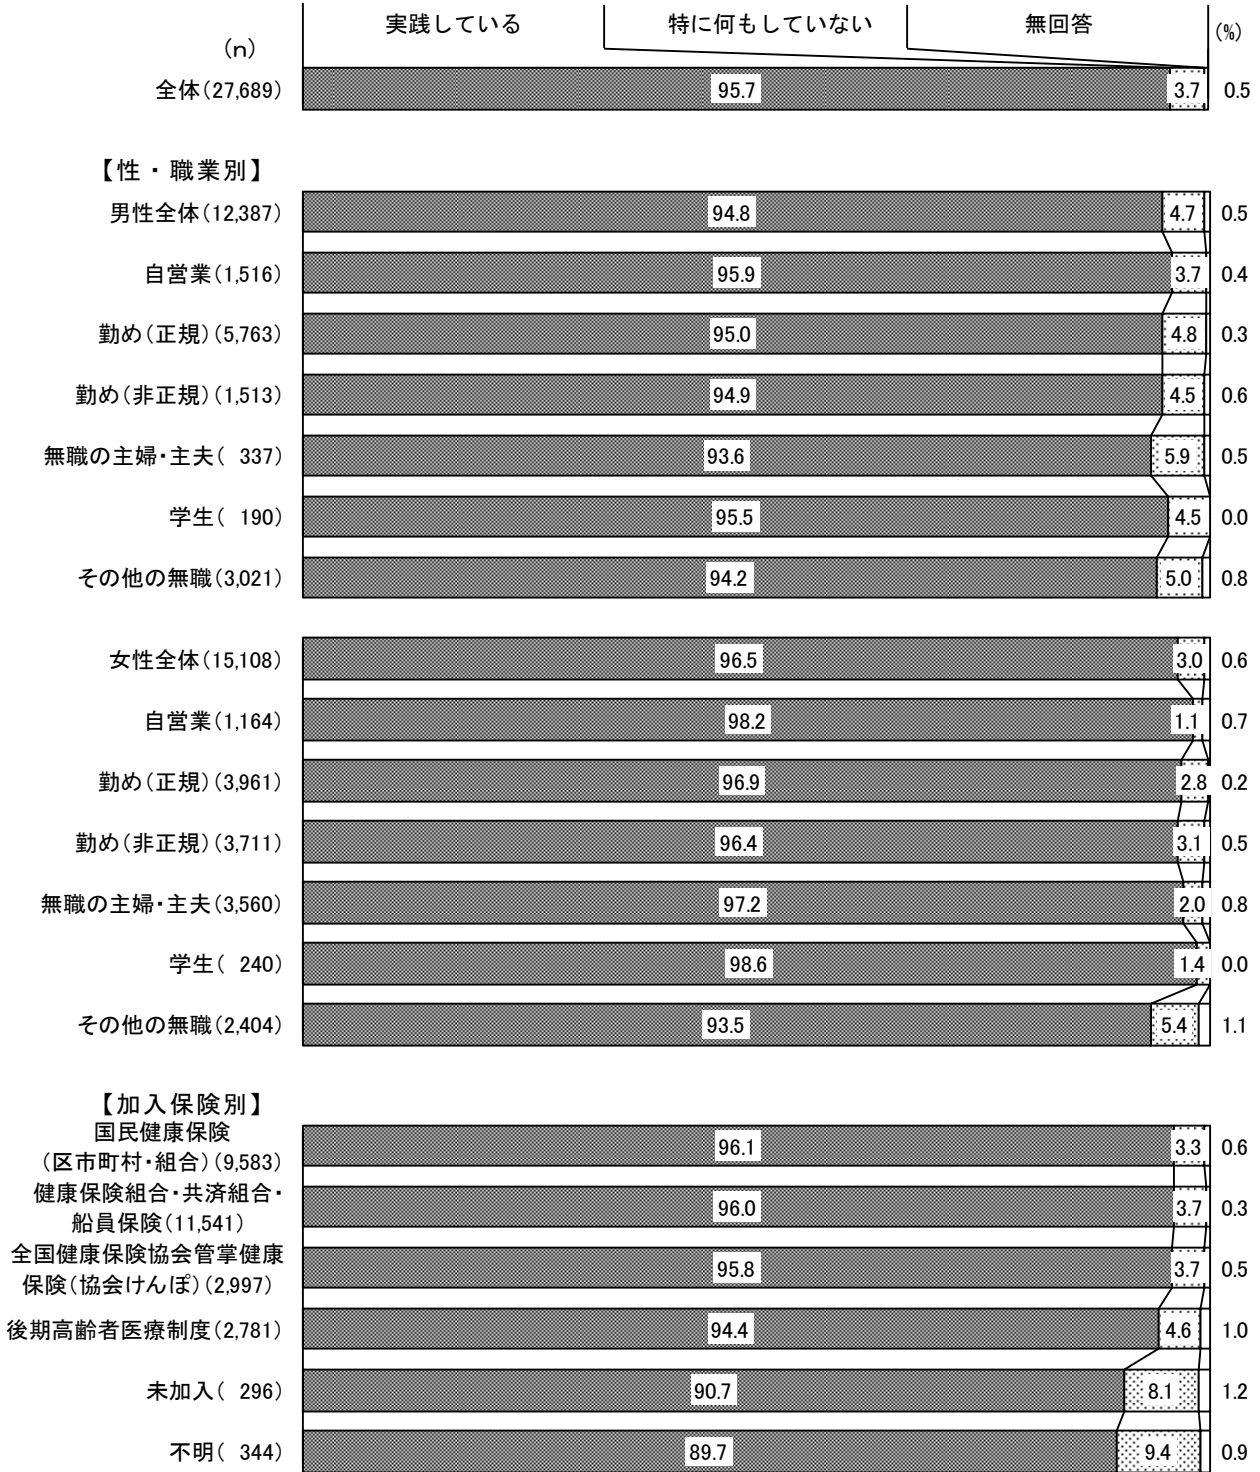 実践している 特に何もしていない 無回答 (%)
(n)
全体(27,689) 95.7 3.7 0.5
【性・職業別】
男性全体(12,387) 94.8 4.7 0.5
自営業(1,516) 95.9 3.7 0.4
勤め(正規)(5,763) 95.0 4.8 0.3
勤め(非正規)(1,513) 94.9 4.5 0.6
無職の主婦・主夫( 337) 93.6 5.9 0.5
学生( 190) 95.5 4.5 0.0
その他の無職(3,021) 94.2 5.0 0.8
女性全体(15,108) 96.5 3.0 0.6
自営業(1,164) 98.2 1.1 0.7
勤め(正規)(3,961) 96.9 2.8 0.2
勤め(非正規)(3,711) 96.4 3.1 0.5
無職の主婦・主夫(3,560) 97.2 2.0 0.8
学生( 240) 98.6 1.4 0.0
その他の無職(2,404) 93.5 5.4 1.1
【加入保険別】
国民健康保険
(区市町村・組合)(9,583) 96.1 3.3 0.6
健康保険組合・共済組合・
船員保険(11,541) 96.0 3.7 0.3
全国健康保険協会管掌健康
保険(協会けんぽ)(2,997) 95.8 3.7 0.5
後期高齢者医療制度(2,781) 94.4 4.6 1.0
未加入( 296) 90.7 8.1 1.2
不明( 344) 89.7 9.4 0.9